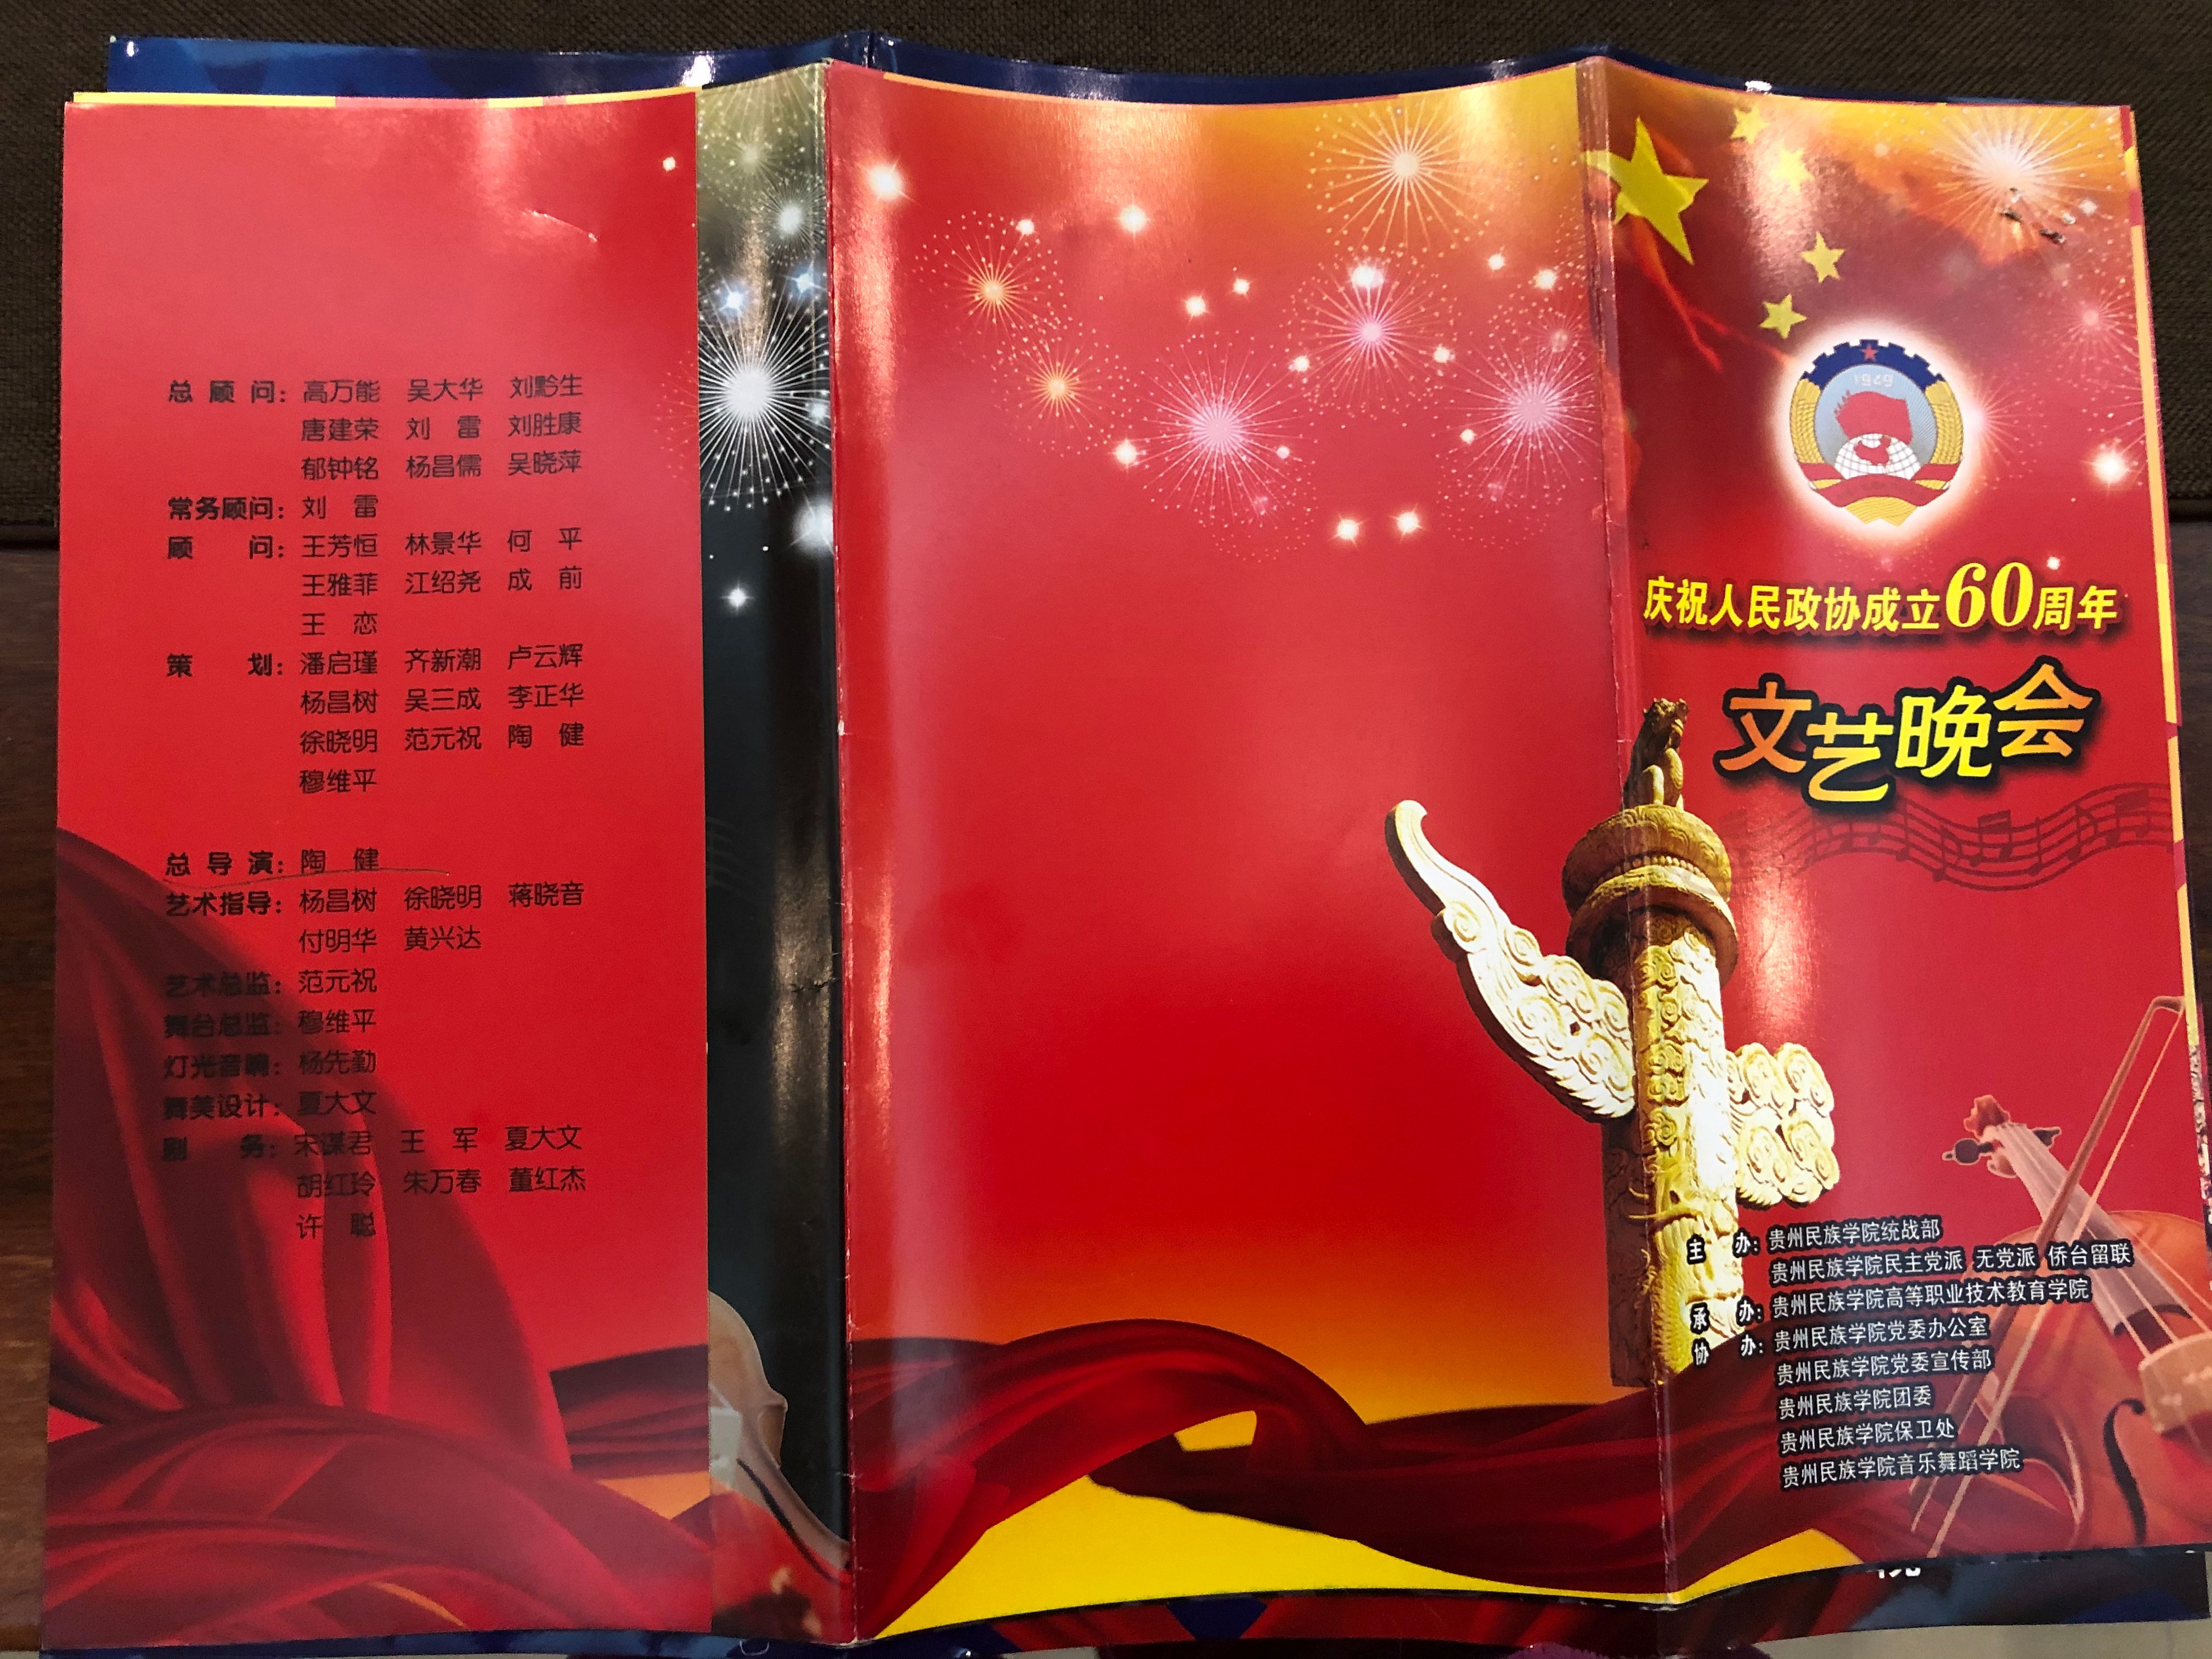 总 顾 问：高万能 吴大华 刘黔生
唐建荣 刘 雷 刘胜康
郁钟铭 杨昌儒 吴晓萍
常务顾问：刘 雷
顾 问：王芳恒 林景华 何 平
王雅菲 江绍尧 成 前
王 恋
策 划：潘启瑾 齐新潮 卢云辉
杨昌树 吴三成 李正华
徐晓明 范元祝 陶 健
穆维平
总 导 演：陶 健
艺术指导：杨昌树 徐晓明 蒋晓音
付明华 黄兴达
艺术总监：范元祝
舞台总监：穆维平
灯光音响：杨先勤
舞美设计：夏大文
剧 务：宋谋君 王 军 夏大文
胡红玲 朱万春 董红杰
许 聪
1949
庆祝人民政协成立60周年
文艺晚会
主 办：贵州民族学院统战部
贵州民族学院民主党派 无党派 侨台留联
承 办：贵州民族学院高等职业技术教育学院
协 办：贵州民族学院党委办公室
贵州民族学院党委宣传部
贵州民族学院团委
贵州民族学院保卫处
贵州民族学院音乐舞蹈学院